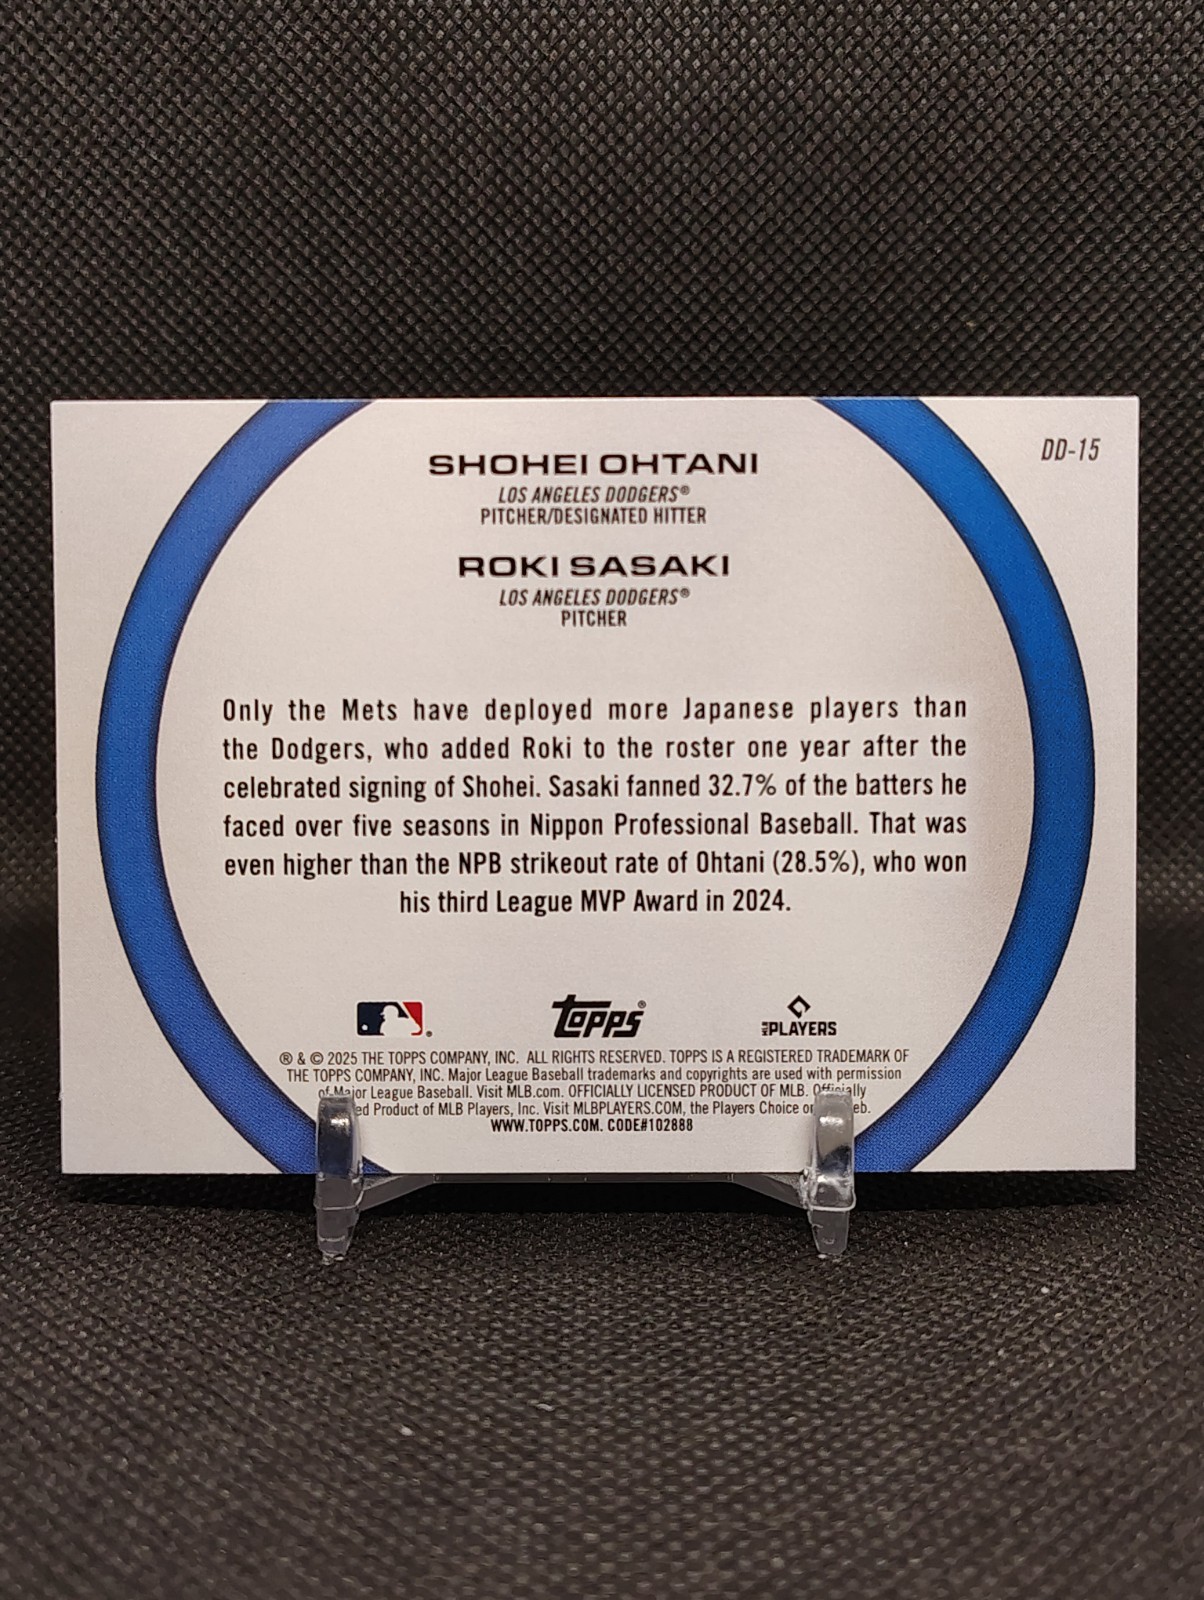 DD-15
SHOHEI OHTANI
LOS ANGELES DODGERS®
PITCHER/DESIGNATED HITTER
ROKI SASAKI
LOS ANGELES DODGERS®
PITCHER
Only the Mets have deployed more Japanese players than
the Dodgers, who added Roki to the roster one year after the
celebrated signing of Shohei. Sasaki fanned 32.7% of the batters he
faced over five seasons in Nippon Professional Baseball. That was
even higher than the NPB strikeout rate of Ohtani (28.5%), who won
his third League MVP Award in 2024.
topps®
MLB PLAYERS
® & © 2025 THE TOPPS COMPANY, INC. ALL RIGHTS RESERVED. TOPPS IS A REGISTERED TRADEMARK OF
THE TOPPS COMPANY, INC. Major League Baseball trademarks and copyrights are used with permission
of Major League Baseball. Visit MLB.com. OFFICIALLY LICENSED PRODUCT OF MLB. Officially
ed Product of MLB Players, Inc. Visit MLBPLAYERS.COM, the Players Choice on eb.
WWW.TOPPS.COM. CODE#102888